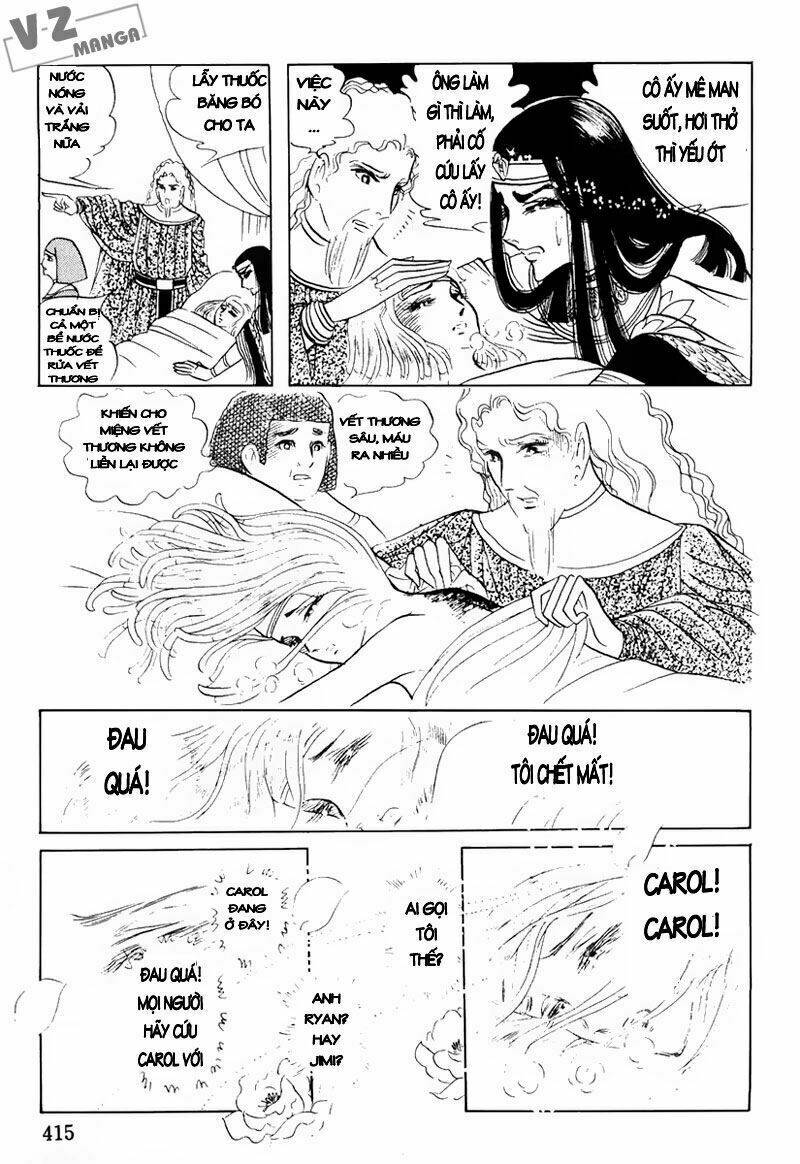 V-Z
MANGA
CÔ ẤY MÊ MAN
SUỐT, HƠI THỞ
THÌ YẾU ỚT
ÔNG LÀM
GÌ THÌ LÀM,
PHẢI CỐ
CỨU LẤY
CÔ ẤY!
VIỆC
NÀY
...
LẤY THUỐC
BĂNG BÓ
CHO TA
NƯỚC
NÓNG
VÀ VẢI
TRẮNG
NỮA
CHUẨN BỊ
CẢ MỘT
BỂ NƯỚC
THUỐC ĐỂ
RỬA VẾT
THƯƠNG
VẾT THƯƠNG
SÂU, MÁU
RA NHIỀU
KHIẾN CHO
MIỆNG VẾT
THƯƠNG KHÔNG
LIỀN LẠI ĐƯỢC
ĐAU QUÁ!
TÔI CHẾT MẤT!
ĐAU
QUÁ!
CAROL!
CAROL!
AI GỌI
TÔI
THẾ?
ANH
RYAN?
HAY
JIMI?
CAROL
ĐANG
Ở ĐÂY!
ĐAU QUÁ!
MỌI NGƯỜI
HÃY CỨU
CAROL VỚI
415